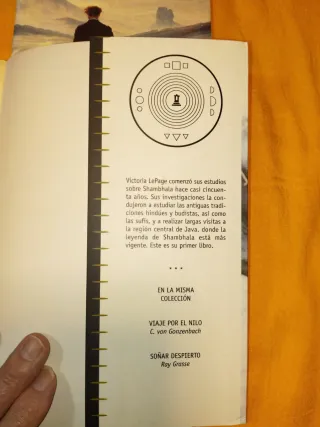 Victoria LePage comenzó sus estudios
sobre Shambhala hace casi cincuen-
ta años. Sus investigaciones la con-
dujeron a estudiar las antiguas tradi-
ciones hindúes y budistas, así como
las sufís, y a realizar largas visitas a
la región central de Java, donde la
leyenda de Shambhala está más
vigente. Este es su primer libro.
* * *
EN LA MISMA
COLECCIÓN
VIAJE POR EL NILO
C. von Gonzenbach
SOÑAR DESPIERTO
Ray Grasse